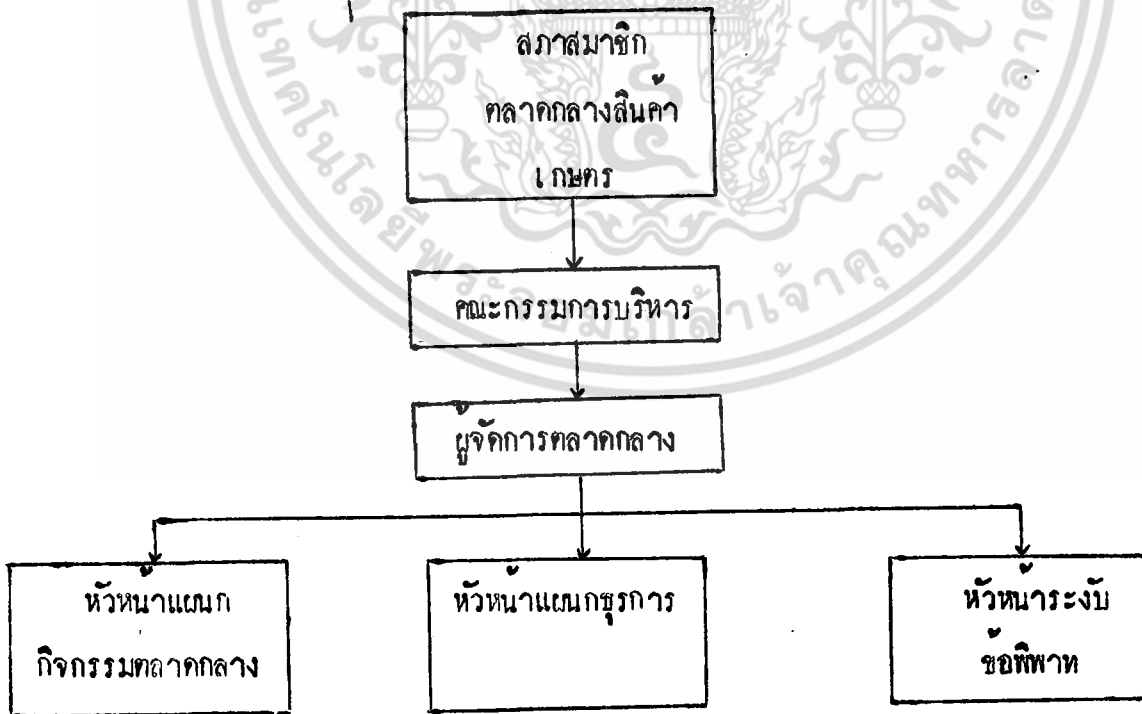 สภาสมาชิก
ตลาดกลางสินค้า
เกษตร
คณะกรรมการบริหาร
ผู้จัดการตลาดกลาง
หัวหน้าแผนก
กิจกรรมตลาดกลาง
หัวหน้าแผนกธุรการ
หัวหน้าระงับ
ข้อพิพาท